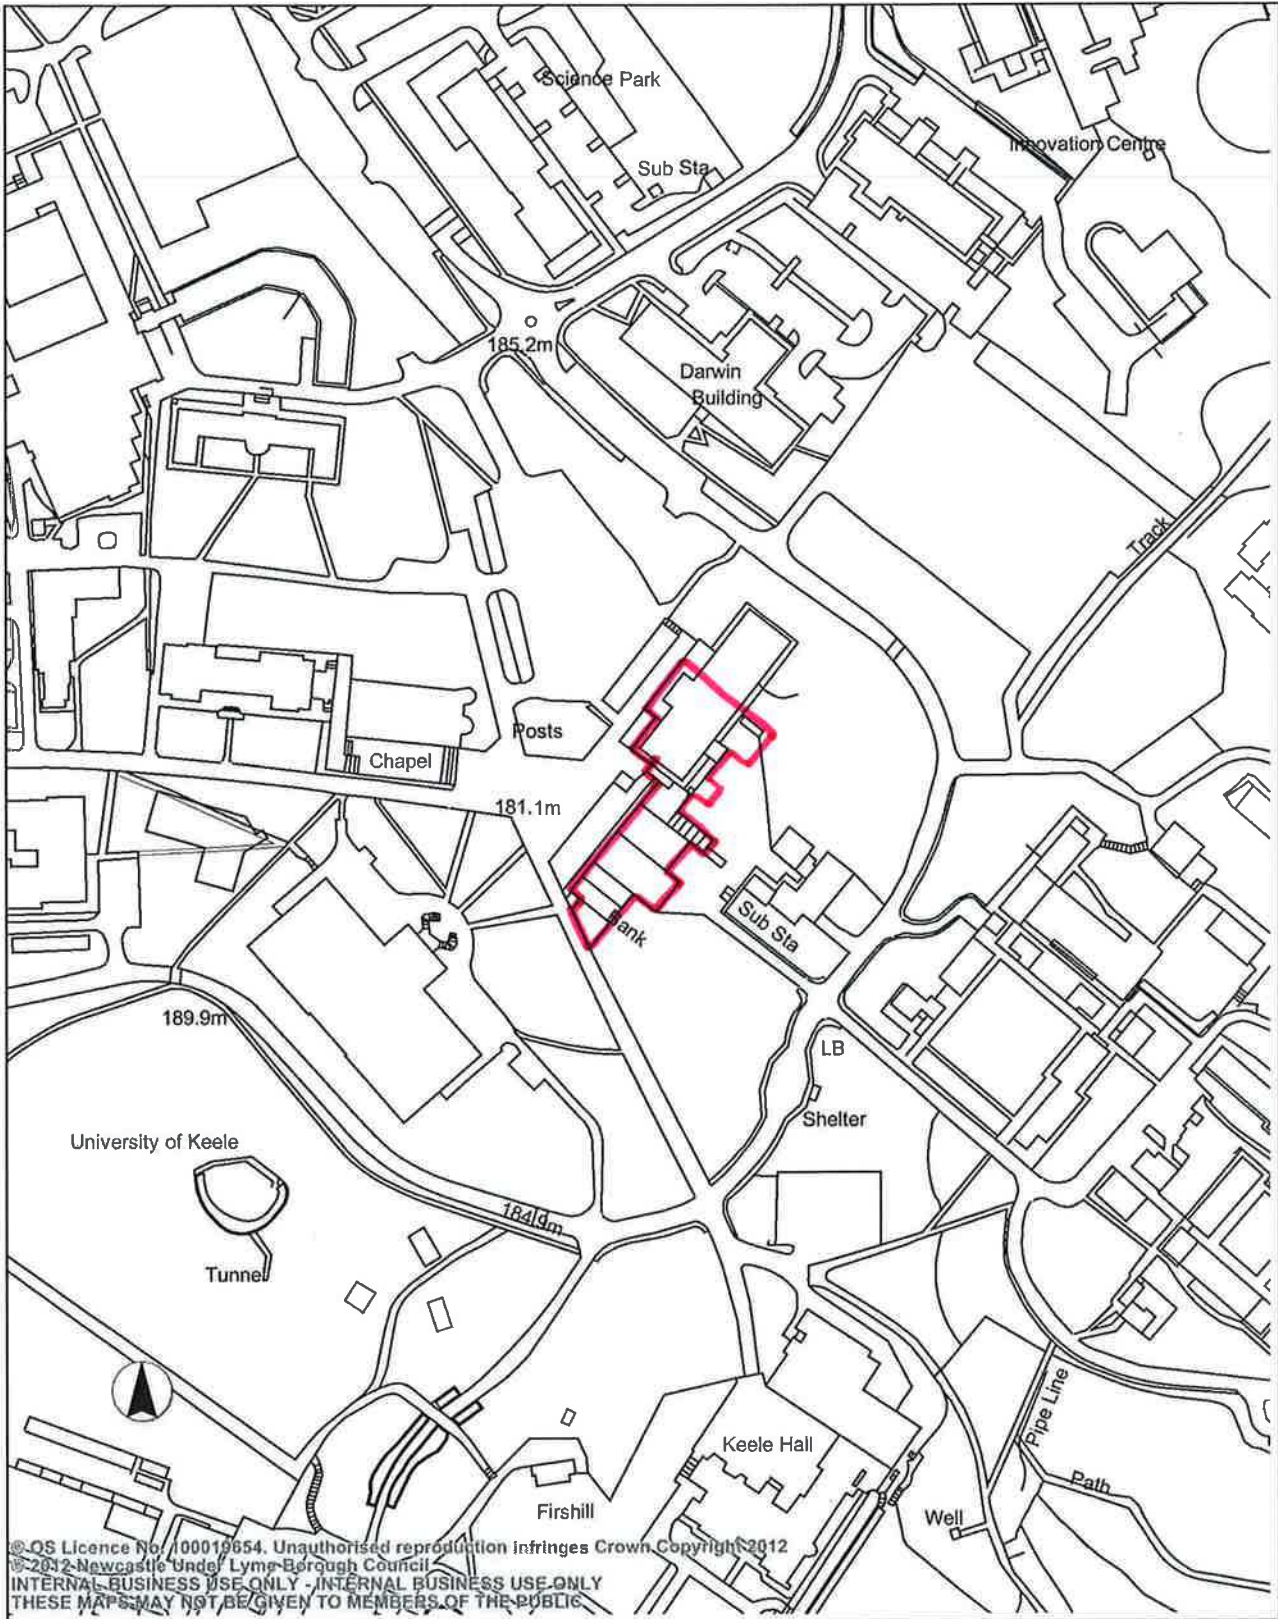 Science Park
Innovation Centre
Sub Sta
185.2m
Darwin
Building
Track
Posts
Chapel
181.1m
Bank
Sub Sta
189.9m
LB
Shelter
University of Keele
184.9m
Tunnel
Pipe Line
Keele Hall
Path
Firshill
Well
© OS Licence No. 100019654. Unauthorised reproduction infringes Crown Copyright 2012
© 2012 Newcastle Under Lyme Borough Council
INTERNAL BUSINESS USE ONLY - INTERNAL BUSINESS USE ONLY
THESE MAPS MAY NOT BE GIVEN TO MEMBERS OF THE PUBLIC